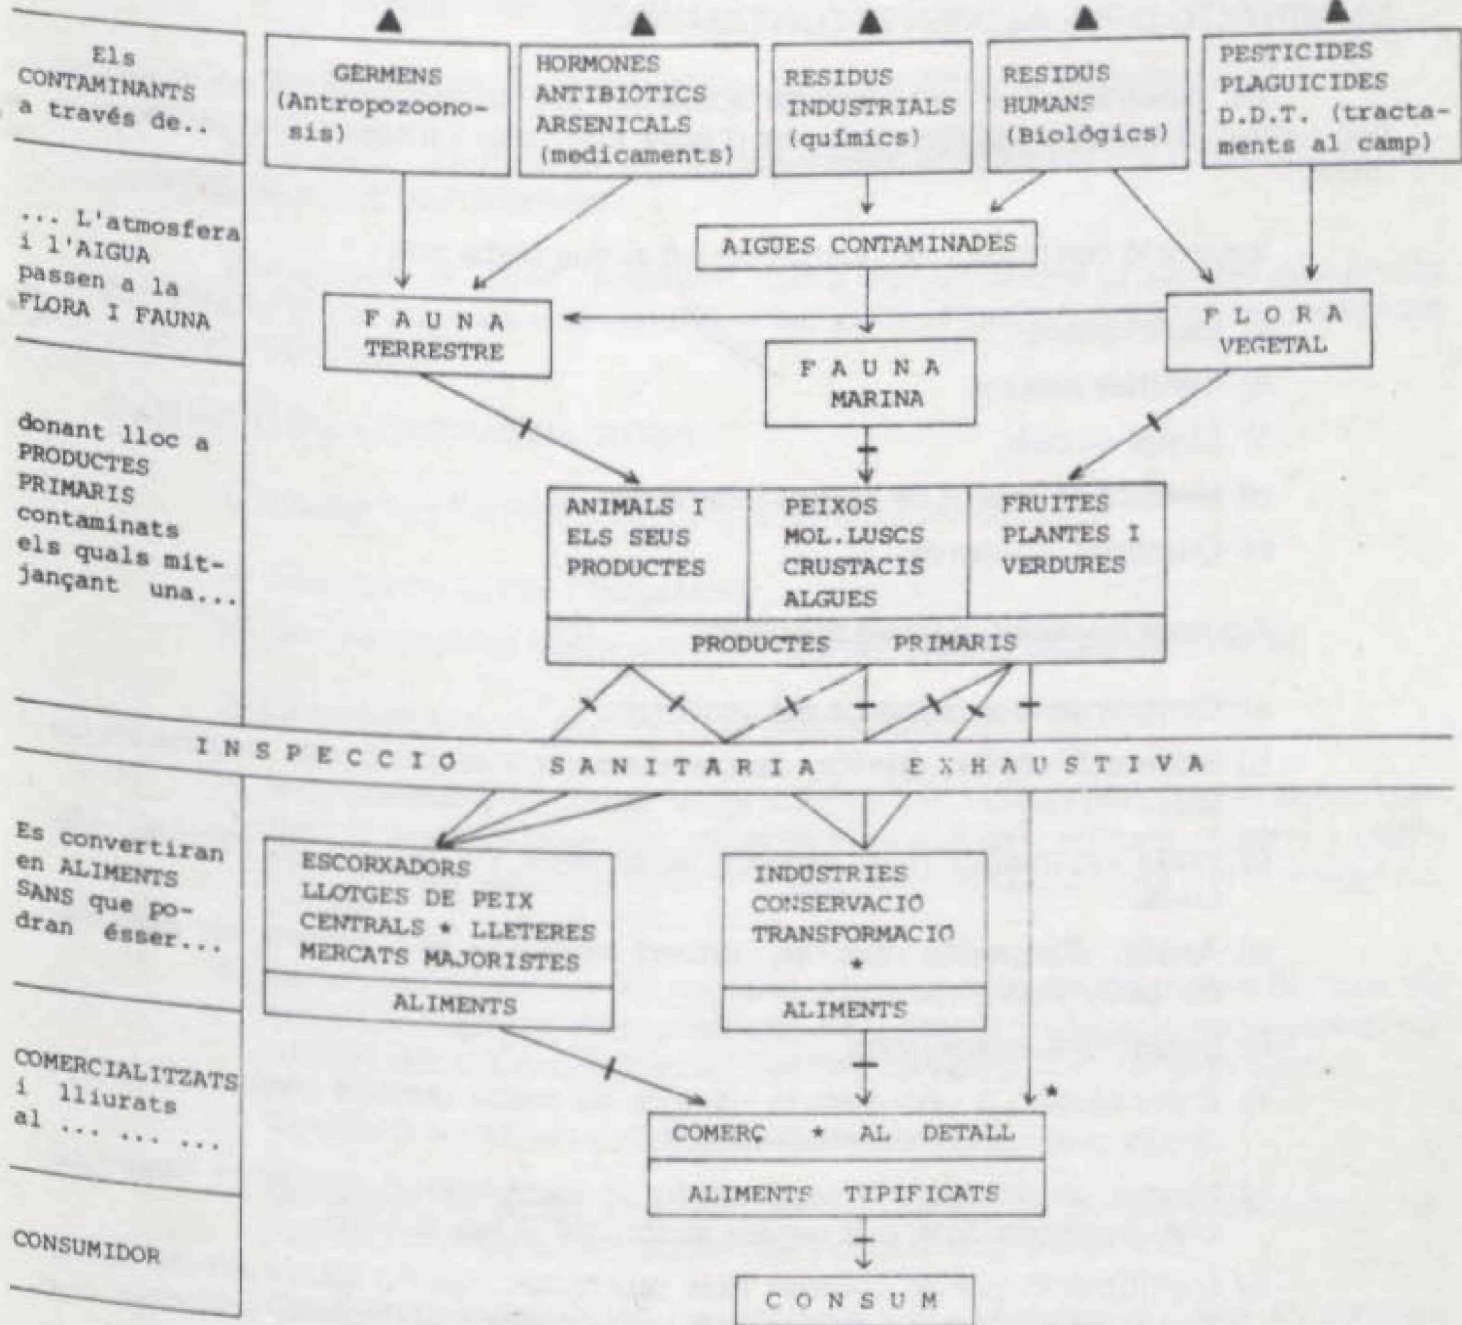 Els
CONTAMINANTS
a través de..
GERMENS
(Antropozoono-
sis)
HORMONES
ANTIBIOTICS
ARSENICALS
(medicaments)
RESIDUS
INDUSTRIALS
(químics)
RESIDUS
HUMANS
(Biològics)
PESTICIDES
PLAGUICIDES
D.D.T. (tracta-
ments al camp)
... L'atmosfera
i l'AIGUA
passen a la
FLORA I FAUNA
AIGÜES CONTAMINADES
F A U N A
TERRESTRE
F A U N A
MARINA
F L O R A
VEGETAL
donant lloc a
PRODUCTES
PRIMARIS
contaminats
els quals mit-
jançant una...
ANIMALS I
ELS SEUS
PRODUCTES
PEIXOS
MOL.LUSCS
CRUSTACIS
ALGUES
FRUITES
PLANTES I
VERDURES
PRODUCTES PRIMARIS
I N S P E C C I Ó S A N I T A R I A E X H A U S T I V A
Es convertiran
en ALIMENTS
SANS que po-
dran ésser...
ESCORXADORS
LLOTGES DE PEIX
CENTRALS * LLETERES
MERCATS MAJORISTES
ALIMENTS
INDÚSTRIES
CONSERVACIÓ
TRANSFORMACIÓ
*
ALIMENTS
COMERCIALITZATS
i lliurats
al ... ... ...
*
COMERÇ * AL DETALL
ALIMENTS TIPIFICATS
CONSUMIDOR
C O N S U M